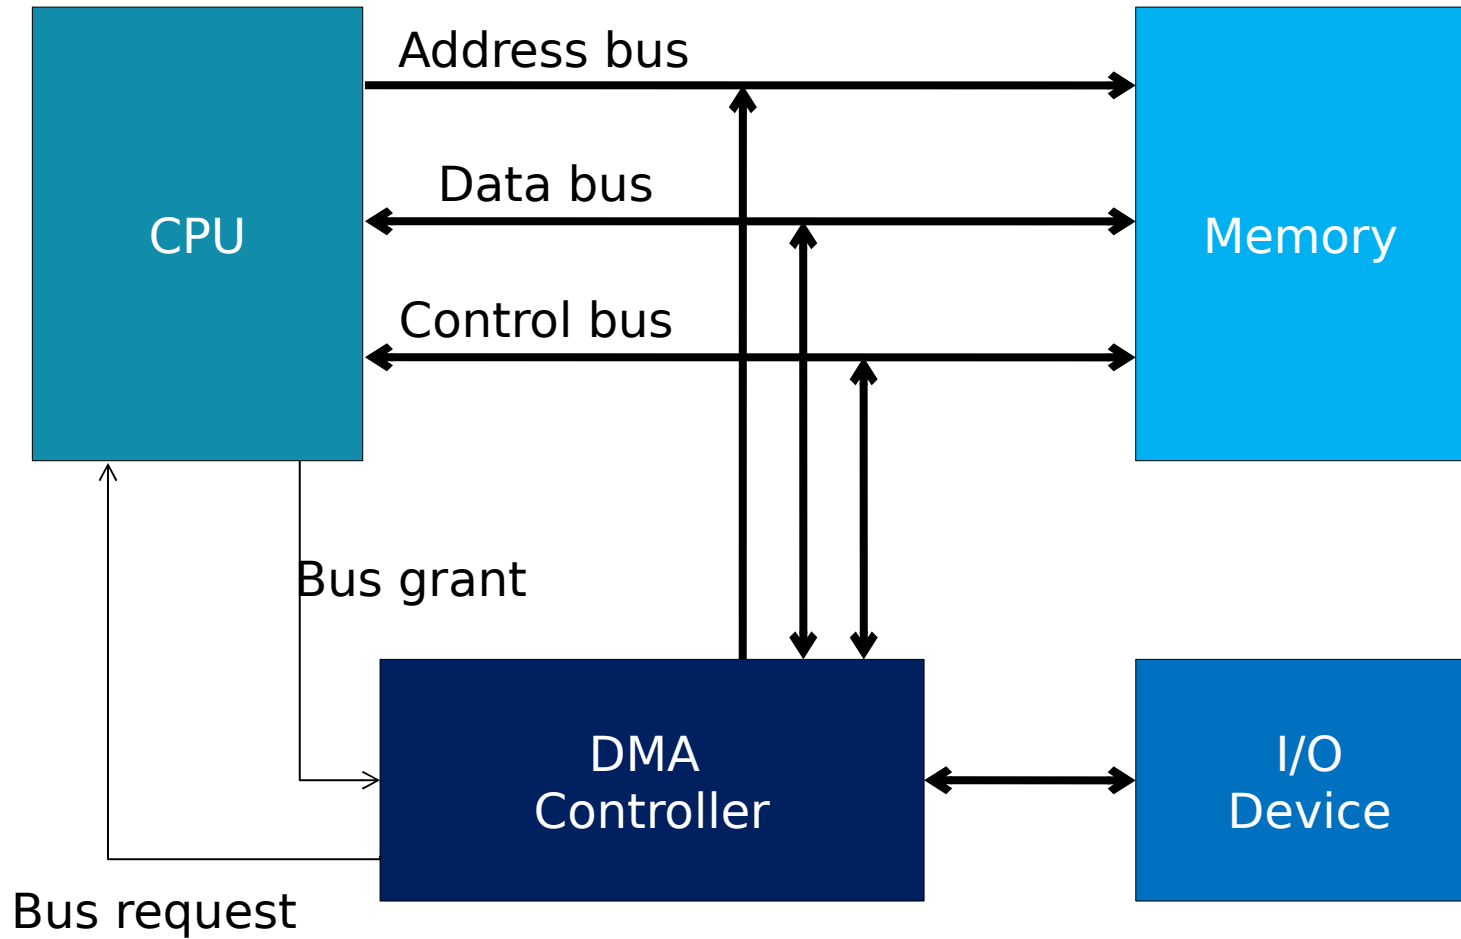 Address bus
Data bus
CPU
Memory
Control bus
Bus grant
DMA
Controller
I/O
Device
Bus request